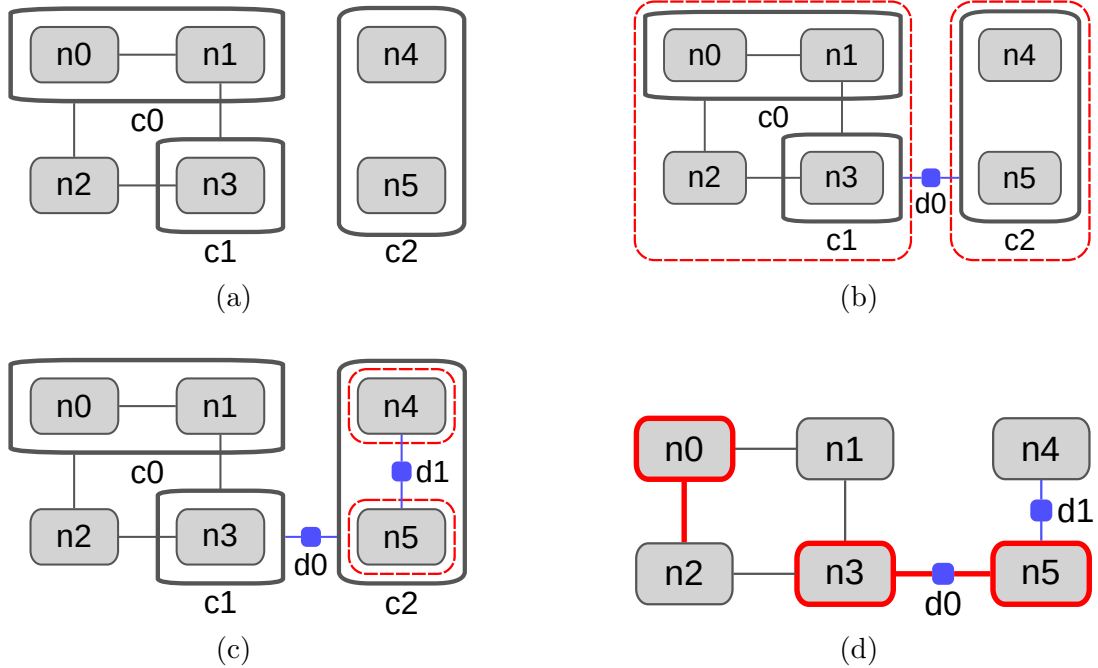 n0 n1 n4
c0
n2 n3 n5
c1 c2
(a)
n0 n1 n4
c0
n2 n3 n5
d0
c1 c2
(b)
n0 n1 n4
c0 d1
n2 n3 n5
d0
c1 c2
(c)
n0 n1 n4
d1
n2 n3 n5
d0
(d)